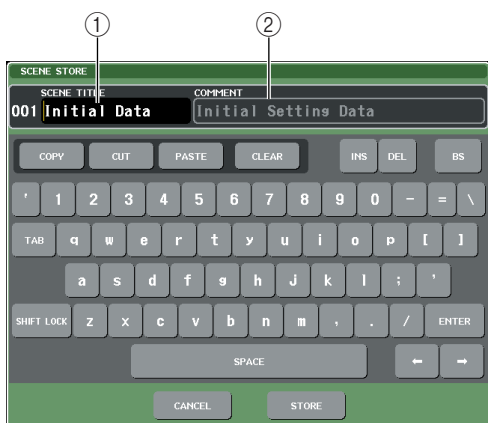 ① ②
SCENE STORE
SCENE TITLE COMMENT
001 Initial Data Initial Setting Data
COPY CUT PASTE CLEAR INS DEL BS
' 1 2 3 4 5 6 7 8 9 0 - = \
TAB q w e r t y u i o p [ ]
a s d f g h j k l ; '
SHIFT LOCK z x c v b n m , . / ENTER
SPACE ← →
CANCEL STORE